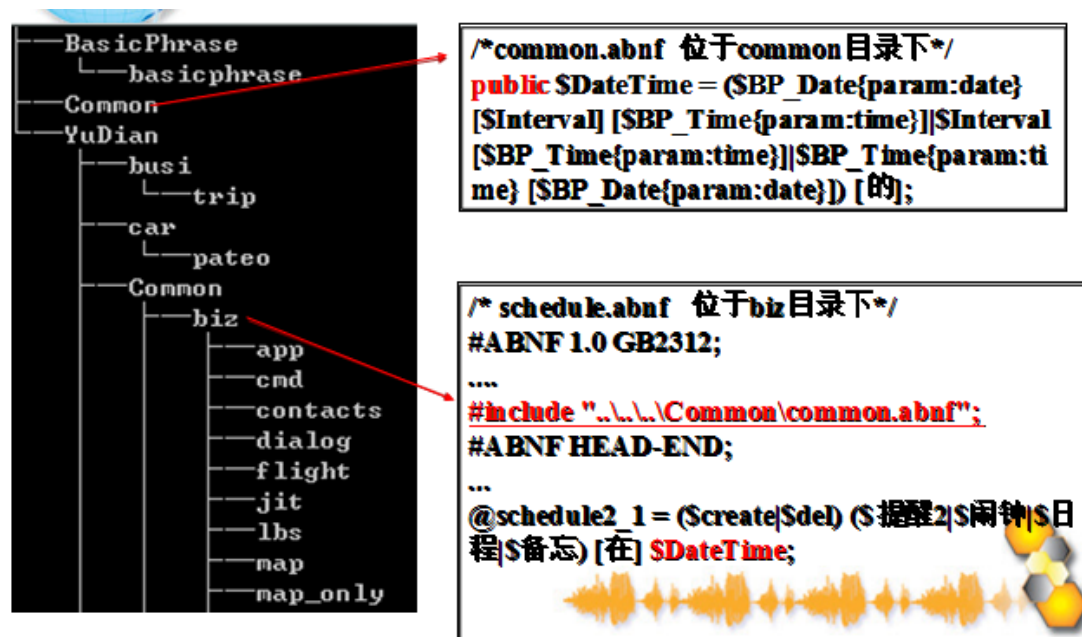 BasicPhrase
basicphrase
Common
YuDian
busi
trip
car
pateo
Common
biz
app
cmd
contacts
dialog
flight
jit
lbs
map
map_only
/*common.abnf 位于common目录下*/
public $DateTime = ($BP_Date{param:date}
[$Interval] [$BP_Time{param:time}]|$Interval
[$BP_Time{param:time}]|$BP_Time{param:ti
me} [$BP_Date{param:date}]) [的];
/* schedule.abnf 位于biz目录下*/
#ABNF 1.0 GB2312;
....
#include "..\..\..\Common\common.abnf";
#ABNF HEAD-END;
...
@schedule2_1 = ($create|$del) ($提醒2|$闹钟|$日
程|$备忘) [在] $DateTime;